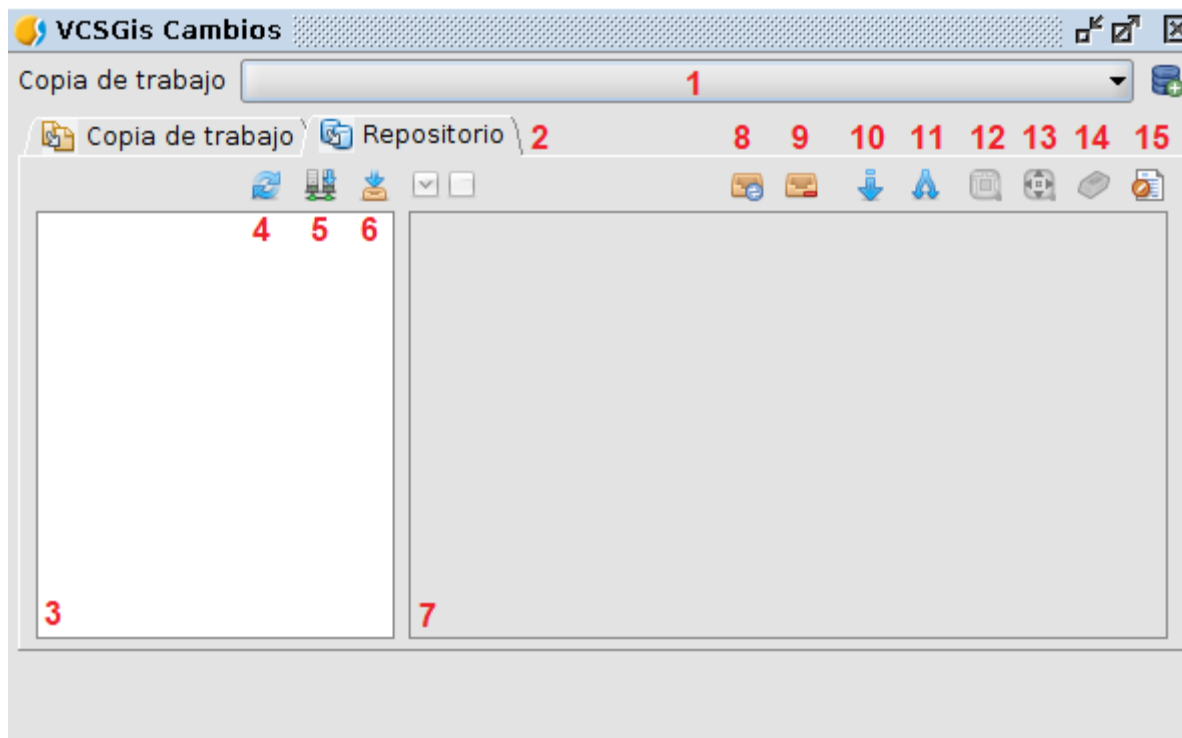 VCSGis Cambios
Copia de trabajo 1
Copia de trabajo Repositorio 2 8 9 10 11 12 13 14 15
4 5 6
3 7